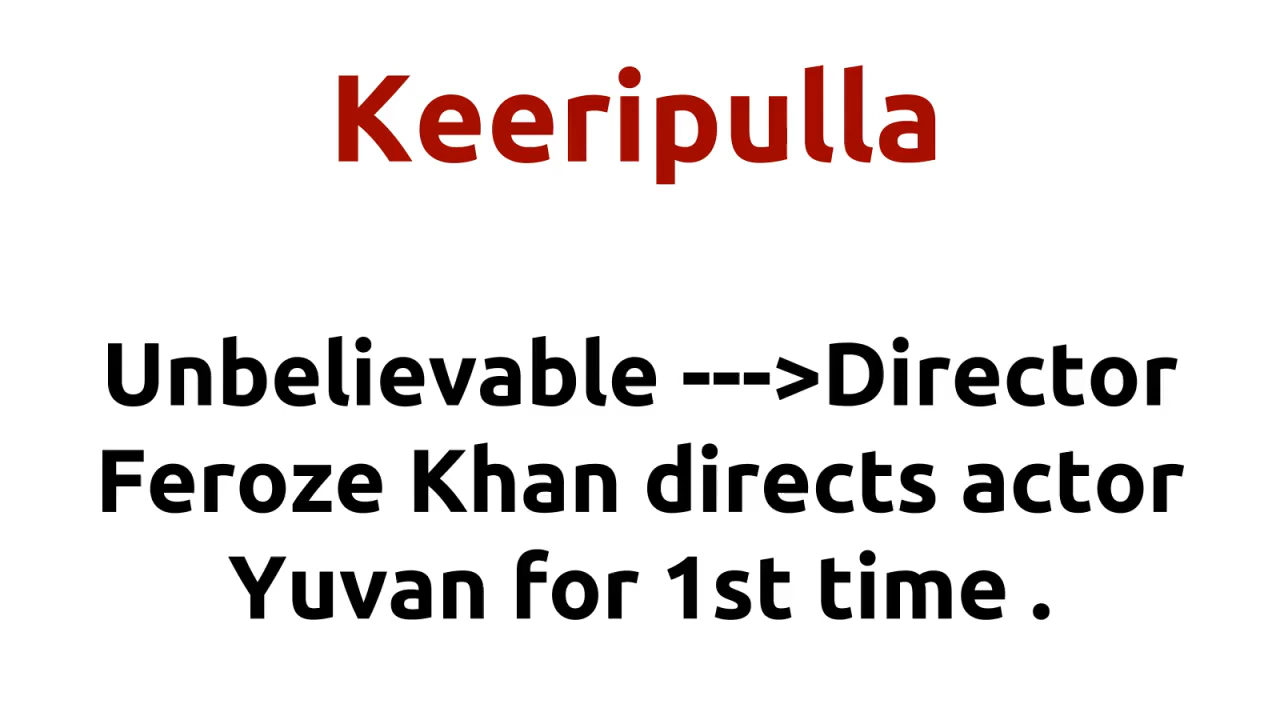 Keeripulla
Unbelievable --->Director
Feroze Khan directs actor
Yuvan for 1st time .